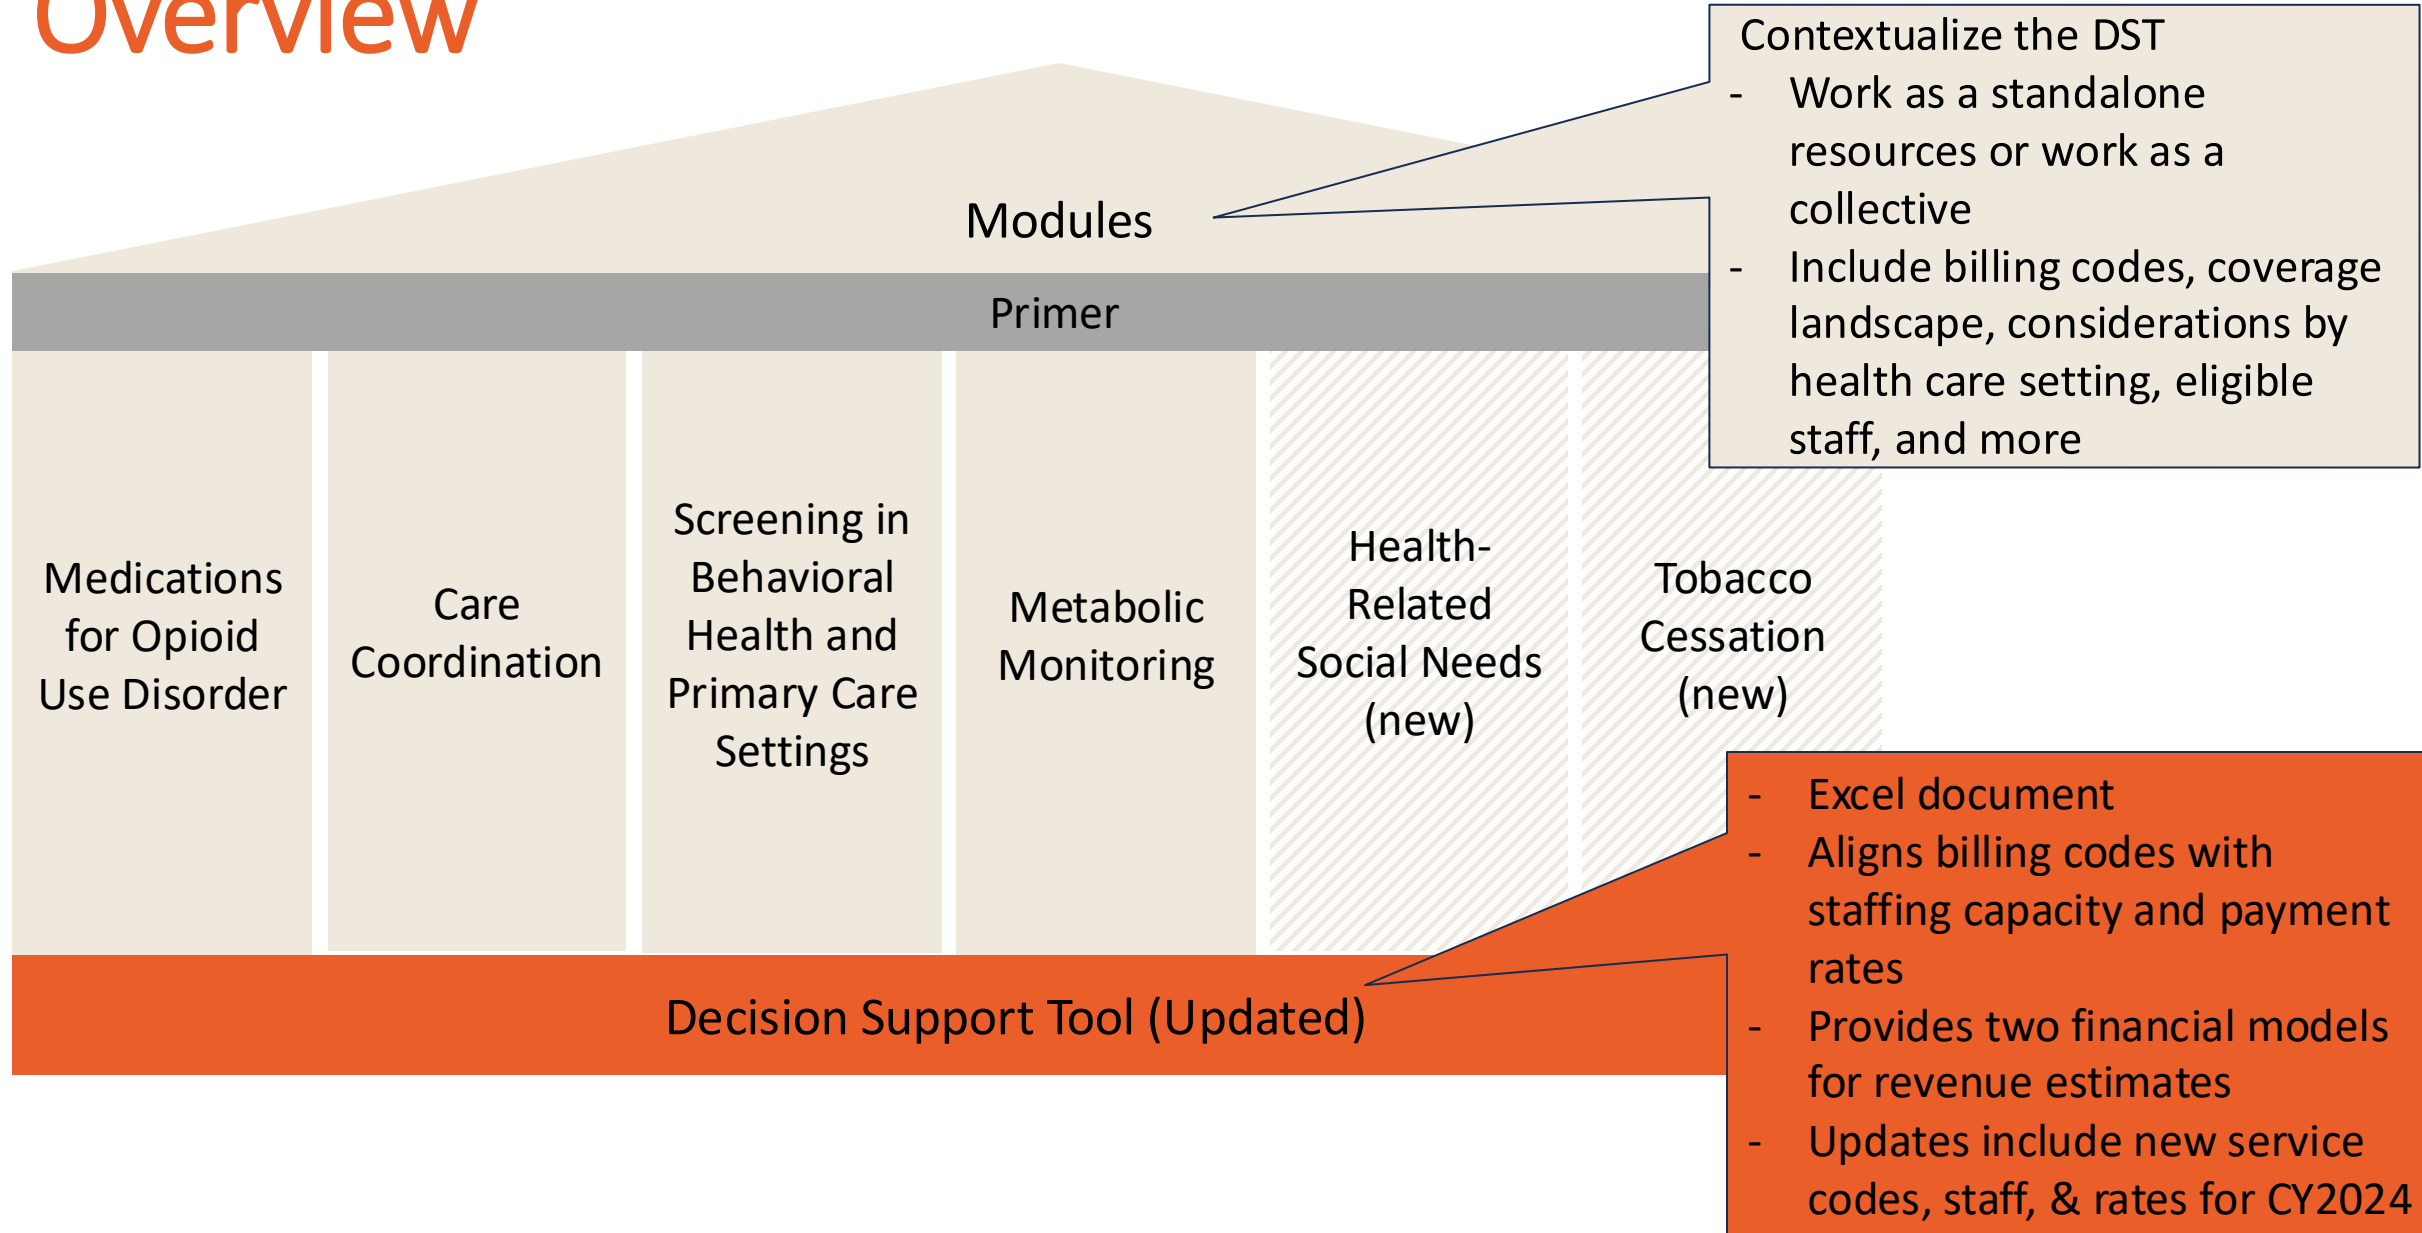 Overview
Contextualize the DST
- Work as a standalone
resources or work as a
collective
- Include billing codes, coverage
landscape, considerations by
health care setting, eligible
staff, and more
Modules
Primer
Medications
for Opioid
Use Disorder
Care
Coordination
Screening in
Behavioral
Health and
Primary Care
Settings
Metabolic
Monitoring
Health-
Related
Social Needs
(new)
Tobacco
Cessation
(new)
Decision Support Tool (Updated)
- Excel document
- Aligns billing codes with
staffing capacity and payment
rates
- Provides two financial models
for revenue estimates
- Updates include new service
codes, staff, & rates for CY2024